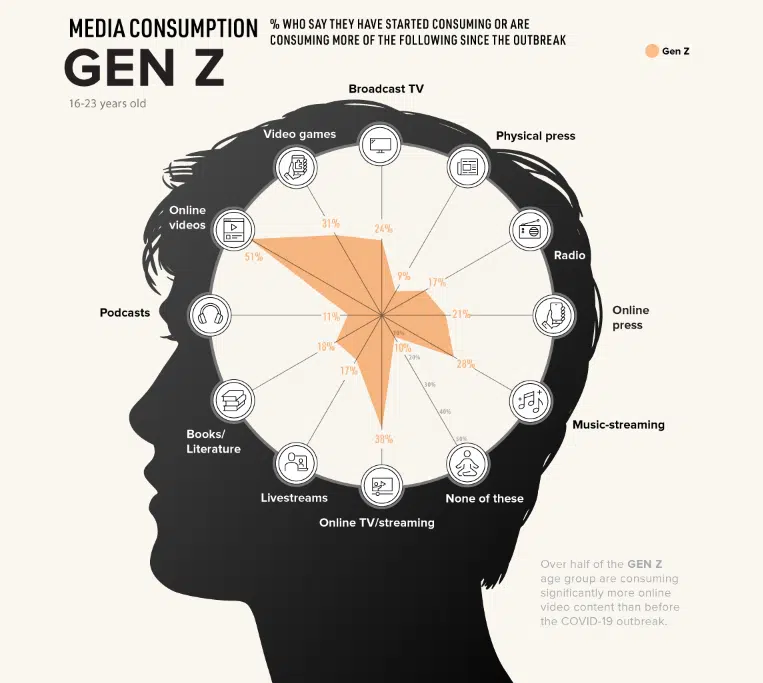 MEDIA CONSUMPTION
GEN Z
16-23 years old
% WHO SAY THEY HAVE STARTED CONSUMING OR ARE
CONSUMING MORE OF THE FOLLOWING SINCE THE OUTBREAK
Gen Z
Broadcast TV
Video games
Physical press
Online
videos
Radio
Podcasts
Online
press
Books/
Literature
Music-streaming
Livestreams
None of these
Online TV/streaming
31%
24%
51%
9%
17%
11%
21%
18%
10%
28%
17%
38%
10%
20%
30%
40%
50%
Over half of the GEN Z
age group are consuming
significantly more online
video content than before
the COVID-19 outbreak.